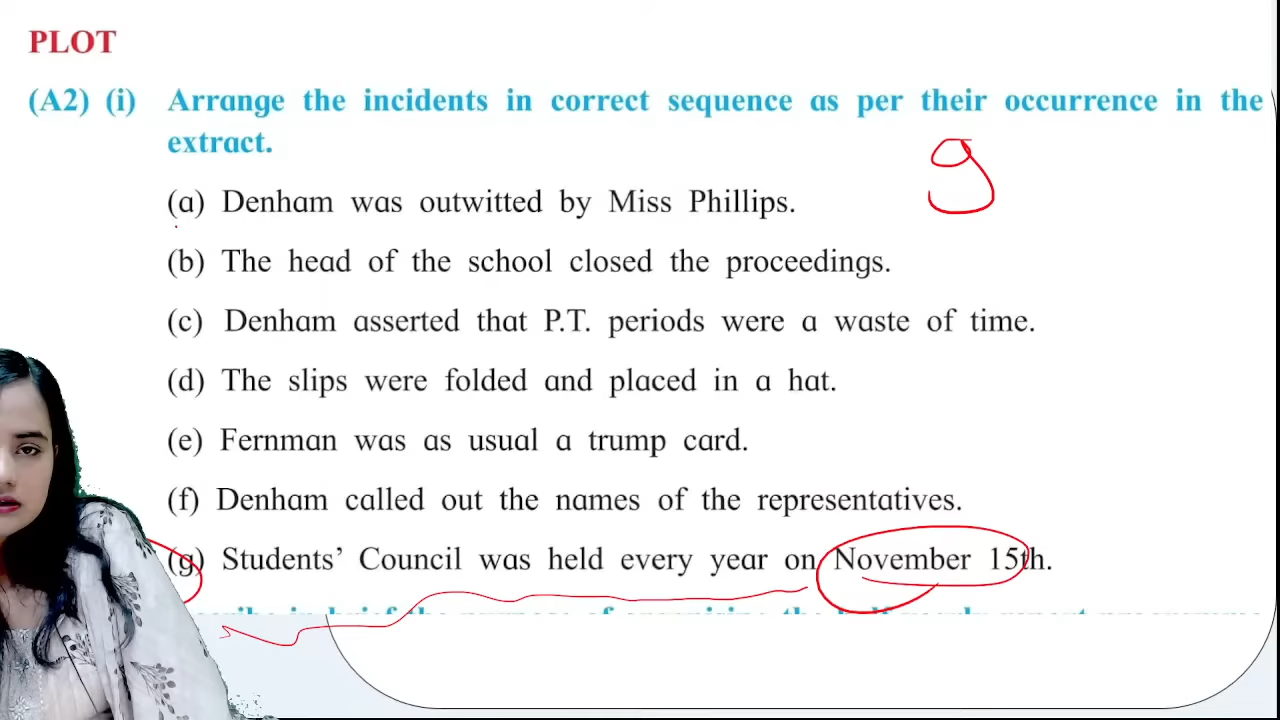 PLOT
(A2) (i) Arrange the incidents in correct sequence as per their occurrence in the
extract.
g
(a) Denham was outwitted by Miss Phillips.
(b) The head of the school closed the proceedings.
(c) Denham asserted that P.T. periods were a waste of time.
(d) The slips were folded and placed in a hat.
(e) Fernman was as usual a trump card.
(f) Denham called out the names of the representatives.
(g) Students’ Council was held every year on November 15th.